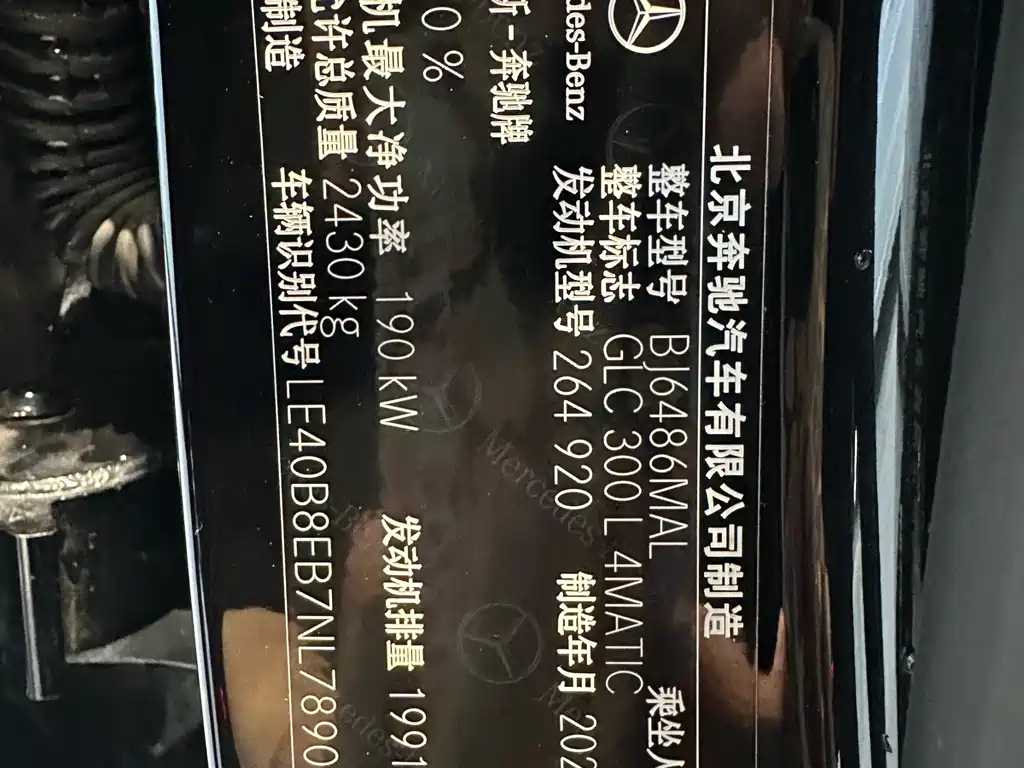 北京奔驰汽车有限公司制造
整车型号 BJ6486MAL 乘坐人
整车标志 GLC 300 L 4MATIC
des-Benz 发动机型号 264 920 制造年月 202
斯-奔驰牌
0 %
机最大净功率 190 kW 发动机排量 1991
允许总质量 2430 kg
制造 车辆识别代号 LE40B8EB7NL7890